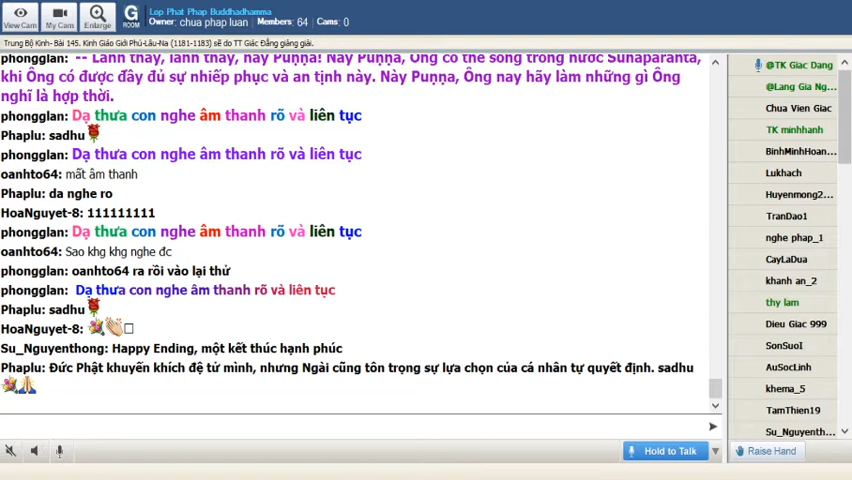 Lop Phat Phap Buddhadhamma
Owner: chua phap luan Members: 64 Cams: 0
View Cam
My Cam
Enlarge
G
ROOM
Trung Bộ Kinh- Bài 145. Kinh Giáo Giới Phú-Lâu-Na (1181-1183) sẽ do TT Giác Đẳng giảng giải.
phongglan: -- Lành thay, lành thay, này Puṇṇa! Này Puṇṇa, Ông có thể sống trong nước Sunaparanta,
khi Ông có được đầy đủ sự nhiếp phục và an tịnh này. Này Puṇṇa, Ông nay hãy làm những gì Ông
nghĩ là hợp thời.
phongglan: Dạ thưa con nghe âm thanh rõ và liên tục
Phaplu: sadhu
phongglan: Dạ thưa con nghe âm thanh rõ và liên tục
oanhto64: mất âm thanh
Phaplu: da nghe ro
HoaNguyet-8: 111111111
phongglan: Dạ thưa con nghe âm thanh rõ và liên tục
oanhto64: Sao khg khg nghe đc
phongglan: oanhto64 ra rồi vào lại thử
phongglan: Dạ thưa con nghe âm thanh rõ và liên tục
Phaplu: sadhu
HoaNguyet-8:
Su_Nguyenthong: Happy Ending, một kết thúc hạnh phúc
Phaplu: Đức Phật khuyến khích đệ tử mình, nhưng Ngài cũng tôn trọng sự lựa chọn của cá nhân tự quyết định. sadhu
@TK Giac Dang
@Lang Gia Ng...
Chua Vien Giac
TK minhhanh
BinhMinhHoan...
Lukhach
Huyenmong2...
TranDao1
nghe phap_1
CayLaDua
khanh an_2
thy lam
Dieu Giac 999
SonSuoI
AuSocLinh
khema_5
TamThien19
Su_Nguyenth...
Hold to Talk
Raise Hand